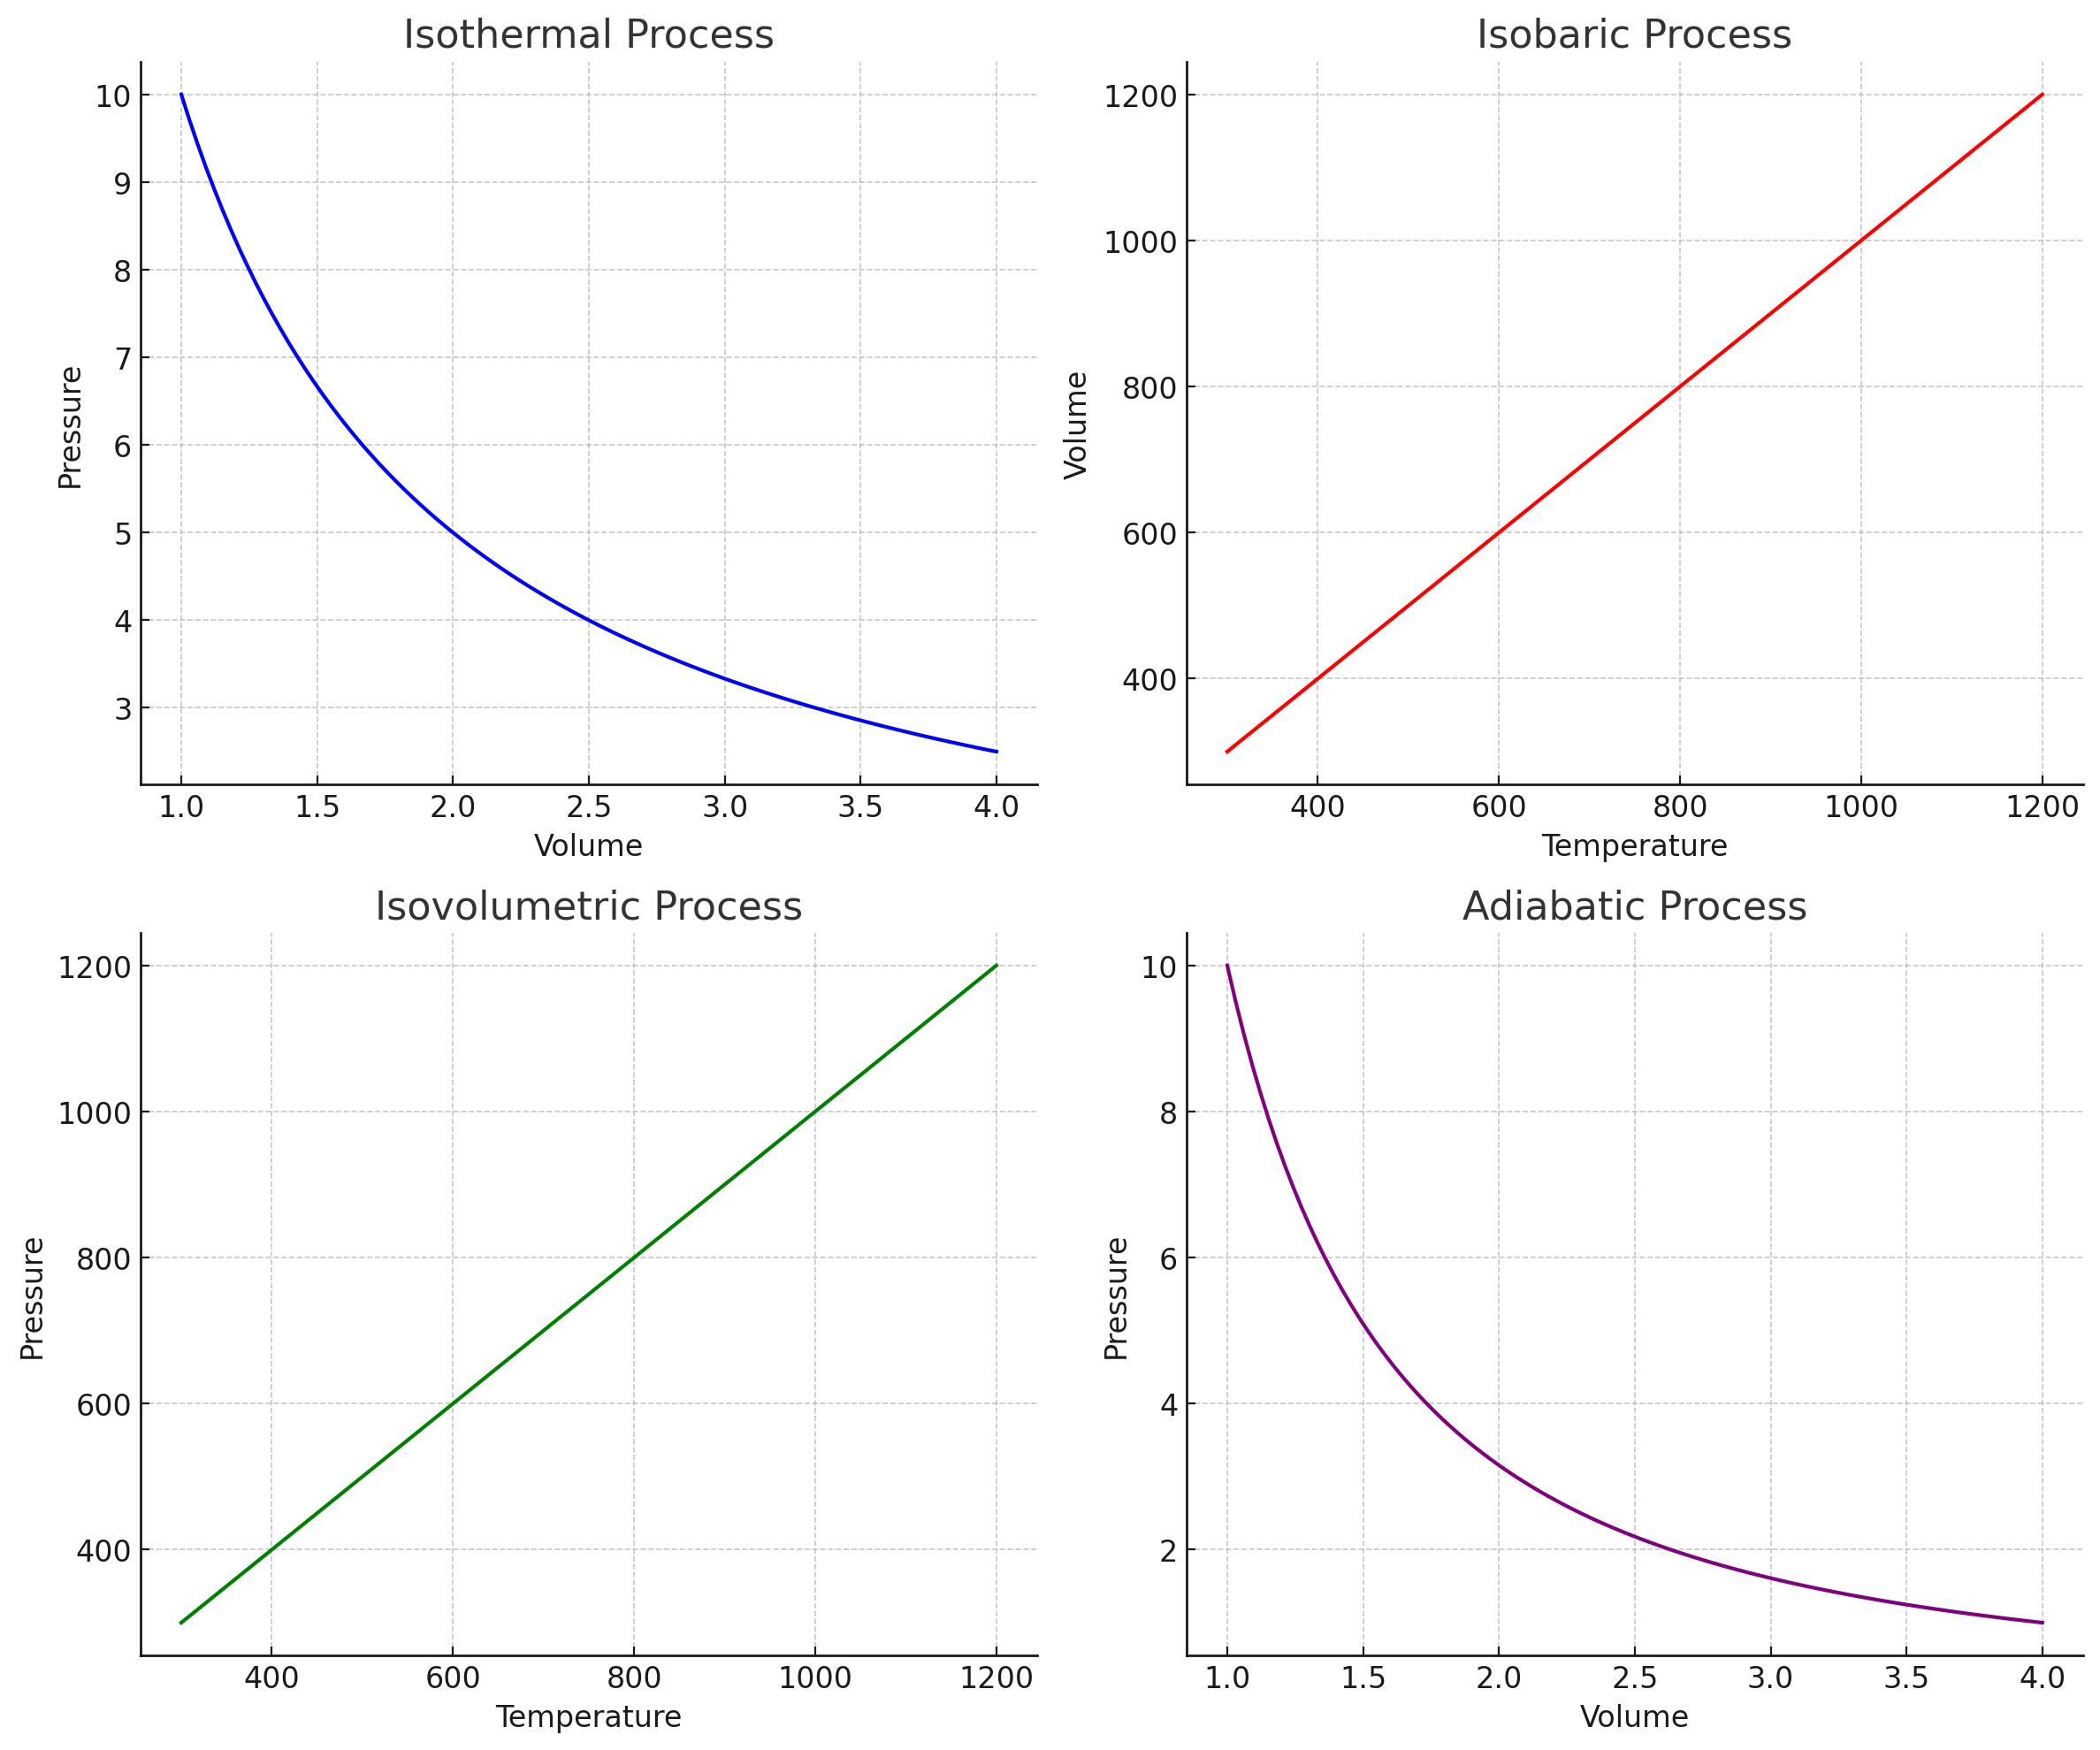 Isothermal Process
10
9
8
7
6
5
4
3
Pressure
1.0 1.5 2.0 2.5 3.0 3.5 4.0
Volume
Isobaric Process
1200
1000
800
600
400
Volume
400 600 800 1000 1200
Temperature
Isovolumetric Process
1200
1000
800
600
400
Pressure
400 600 800 1000 1200
Temperature
Adiabatic Process
10
8
6
4
2
Pressure
1.0 1.5 2.0 2.5 3.0 3.5 4.0
Volume